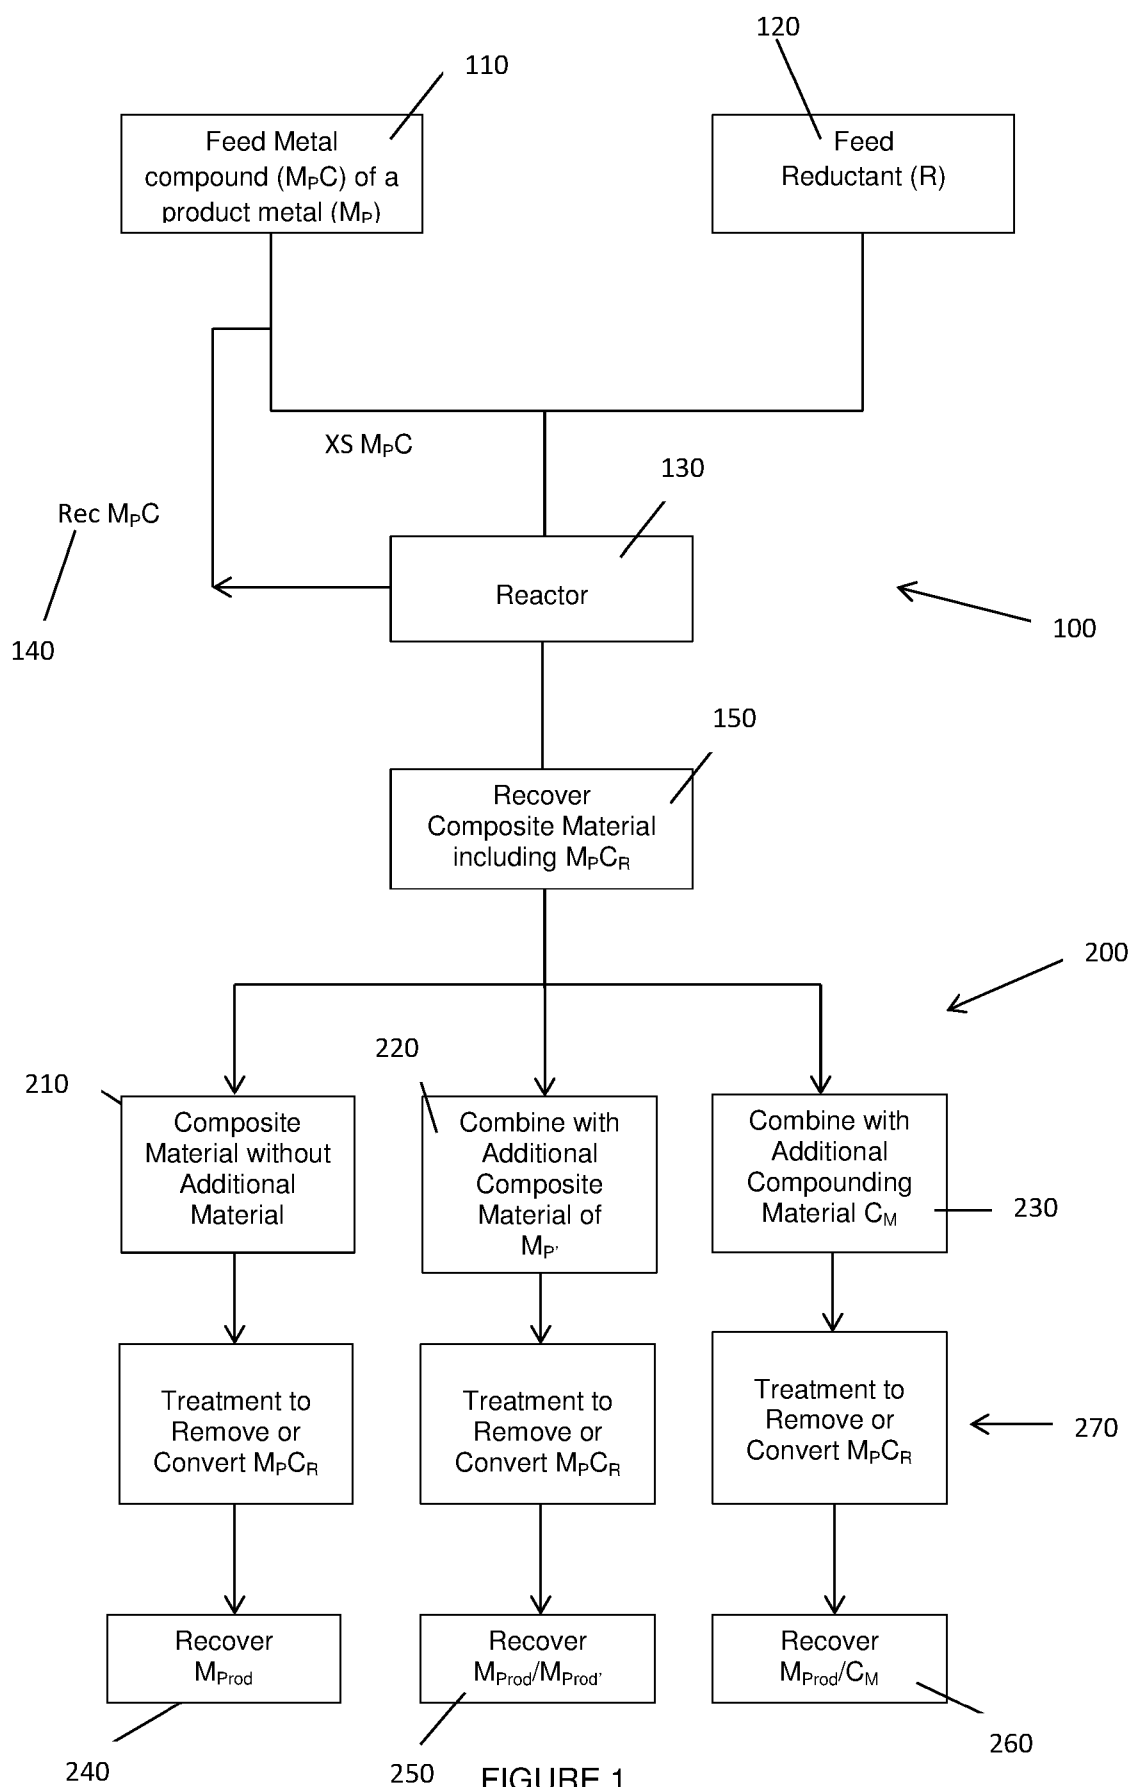 120
110
Feed Metal
compound (MPC) of a
product metal (MP)
Feed
Reductant (R)
XS MPC
130
Rec MPC
Reactor
100
140
150
Recover
Composite Material
including MPCR
200
220
210
Composite
Material without
Additional
Material
Combine with
Additional
Composite
Material of
MP'
Combine with
Additional
Compounding
Material CM
230
Treatment to
Remove or
Convert MPCR
Treatment to
Remove or
Convert MPCR
Treatment to
Remove or
Convert MPCR
270
Recover
MProd
Recover
MProd/MProd'
Recover
MProd/CM
260
240
250
FIGURE 1